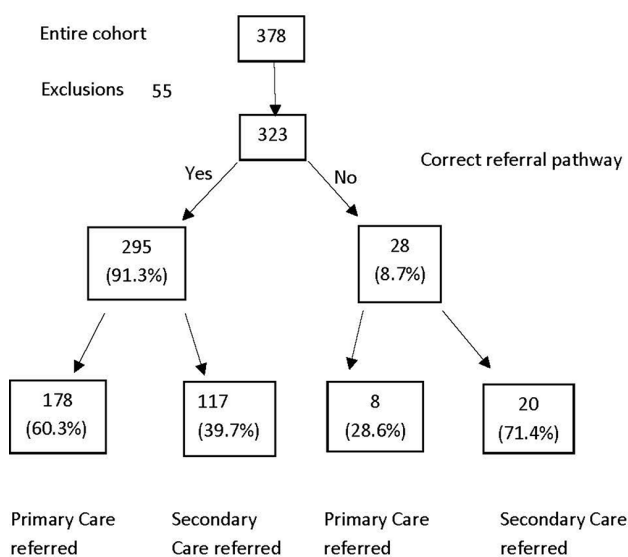 Entire cohort
378
Exclusions 55
323
Correct referral pathway
Yes
No
295
(91.3%)
28
(8.7%)
178
(60.3%)
117
(39.7%)
8
(28.6%)
20
(71.4%)
Primary Care
referred
Secondary
Care referred
Primary Care
referred
Secondary Care
referred